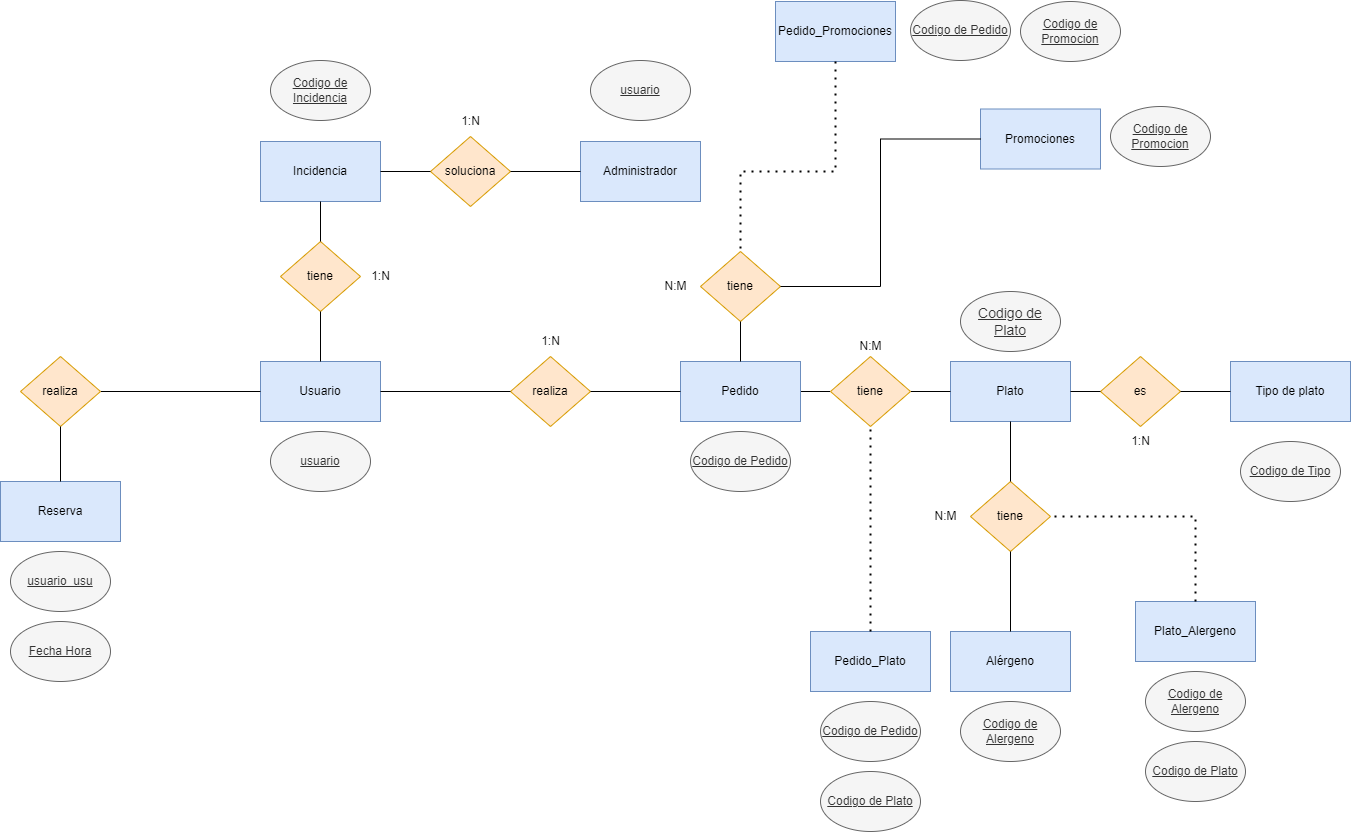 Pedido_Promociones
Codigo de Pedido
Codigo de
Promocion
Codigo de
Incidencia
usuario
1:N
Promociones
Codigo de
Promocion
Incidencia
soluciona
Administrador
tiene
1:N
N:M
tiene
Codigo de
Plato
1:N
N:M
realiza
Usuario
realiza
Pedido
tiene
Plato
es
Tipo de plato
1:N
usuario
Codigo de Pedido
Codigo de Tipo
Reserva
N:M
tiene
usuario_usu
Fecha Hora
Pedido_Plato
Alérgeno
Plato_Alergeno
Codigo de
Alergeno
Codigo de Pedido
Codigo de
Alergeno
Codigo de Plato
Codigo de Plato